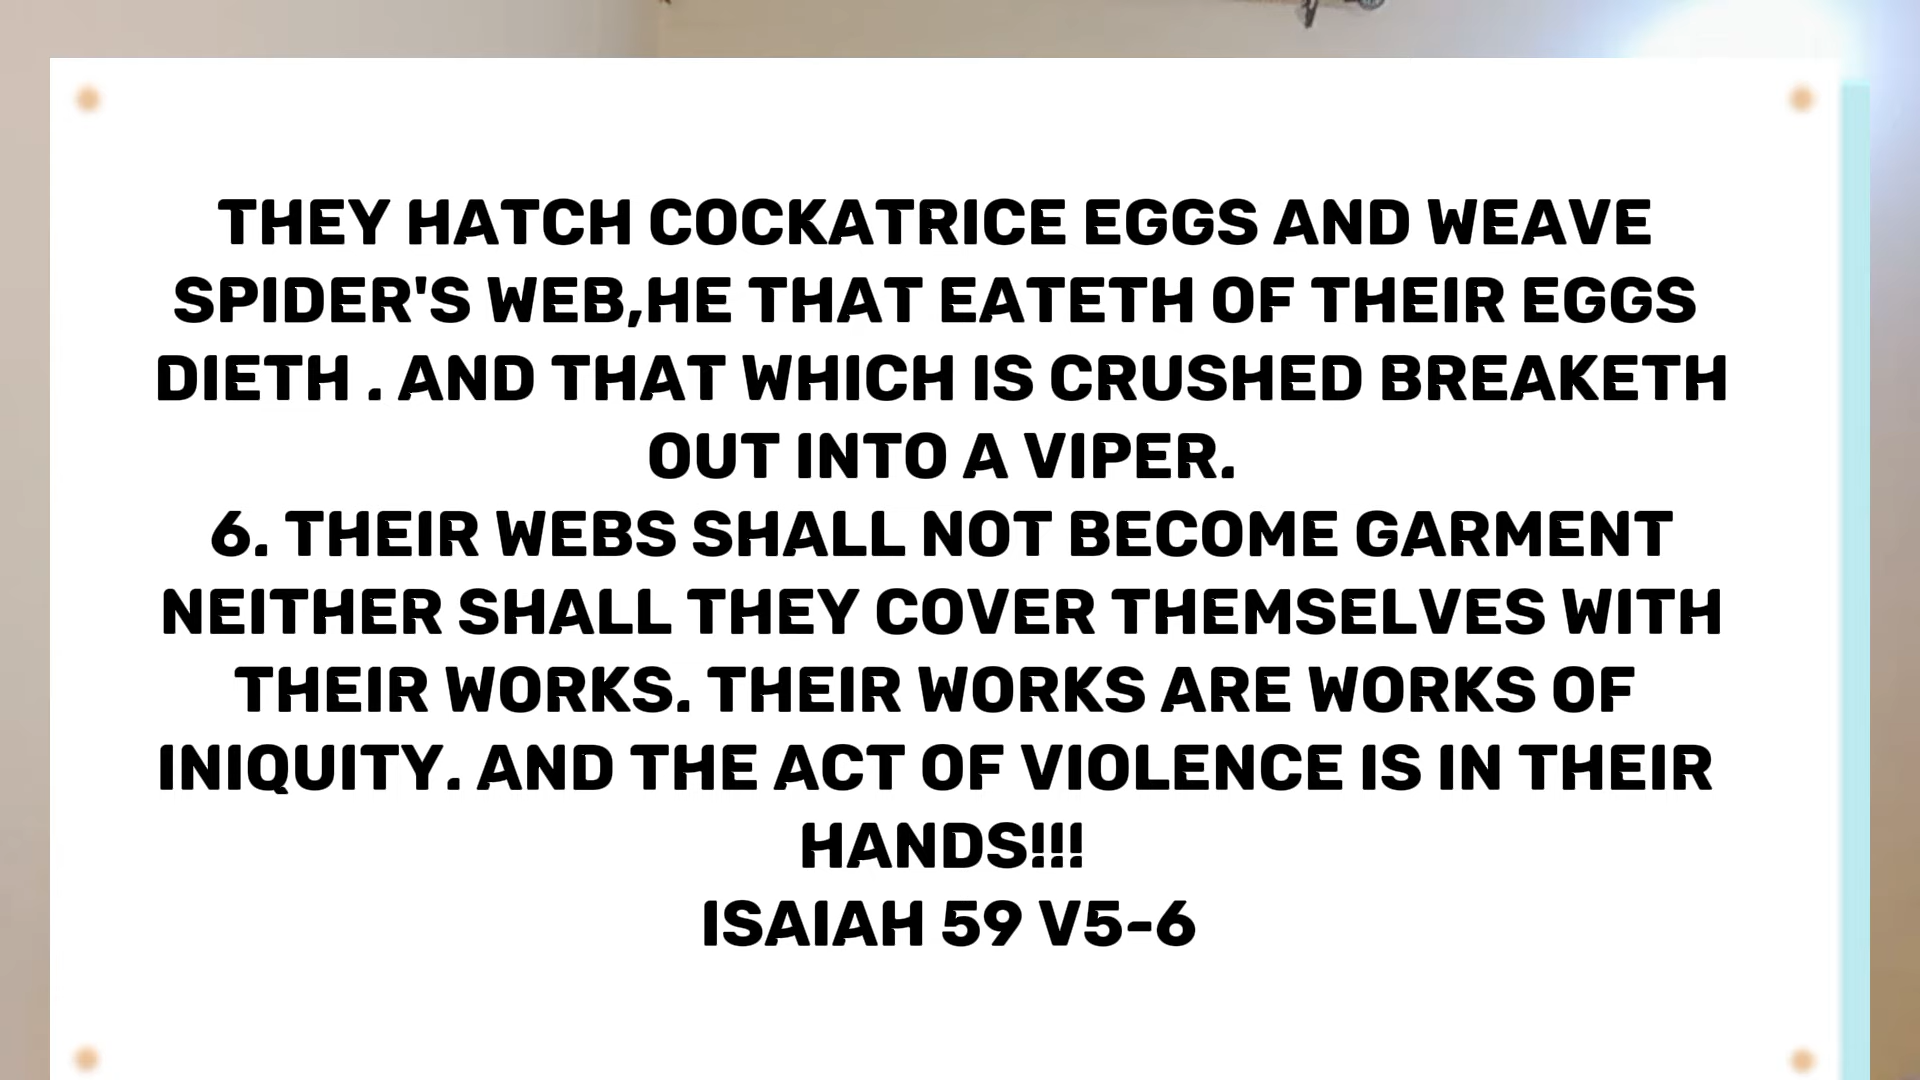 THEY HATCH COCKATRICE EGGS AND WEAVE
SPIDER'S WEB,HE THAT EATETH OF THEIR EGGS
DIETH . AND THAT WHICH IS CRUSHED BREAKETH
OUT INTO A VIPER.
6. THEIR WEBS SHALL NOT BECOME GARMENT
NEITHER SHALL THEY COVER THEMSELVES WITH
THEIR WORKS. THEIR WORKS ARE WORKS OF
INIQUITY. AND THE ACT OF VIOLENCE IS IN THEIR
HANDS!!!
ISAIAH 59 V5-6